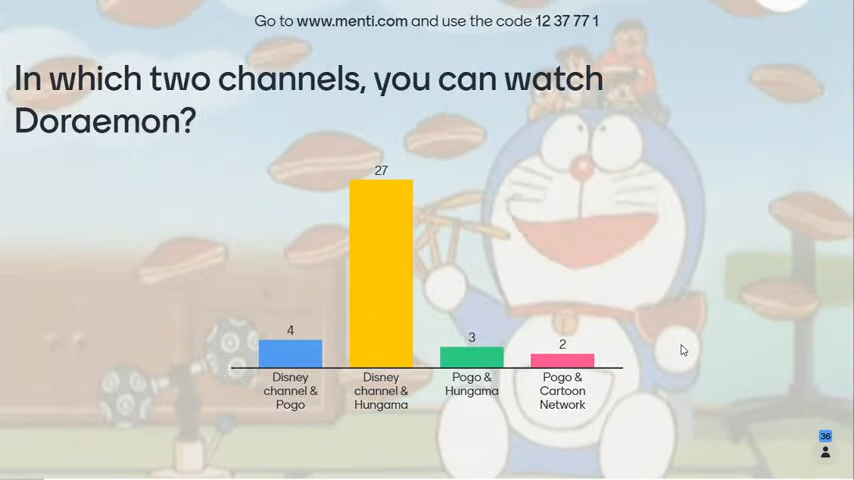 Go to www.menti.com and use the code 12 37 77 1
In which two channels, you can watch
Doraemon?
27
4
3
2
Disney
channel &
Pogo
Disney
channel &
Hungama
Pogo &
Hungama
Pogo &
Cartoon
Network
36